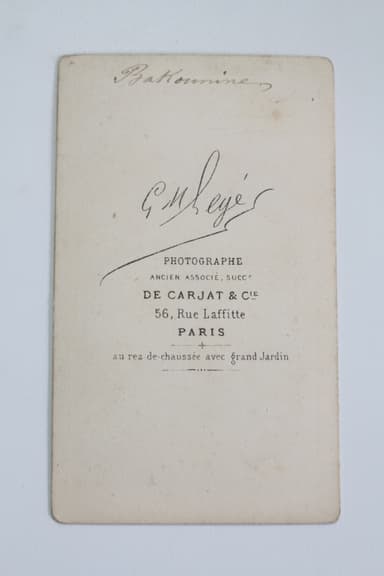 Bakounine
G M Legé
PHOTOGRAPHE
ANCIEN ASSOCIÉ, SUCCR
DE CARJAT & CIE
56, Rue Laffitte
PARIS
au rez-de-chaussée avec grand Jardin